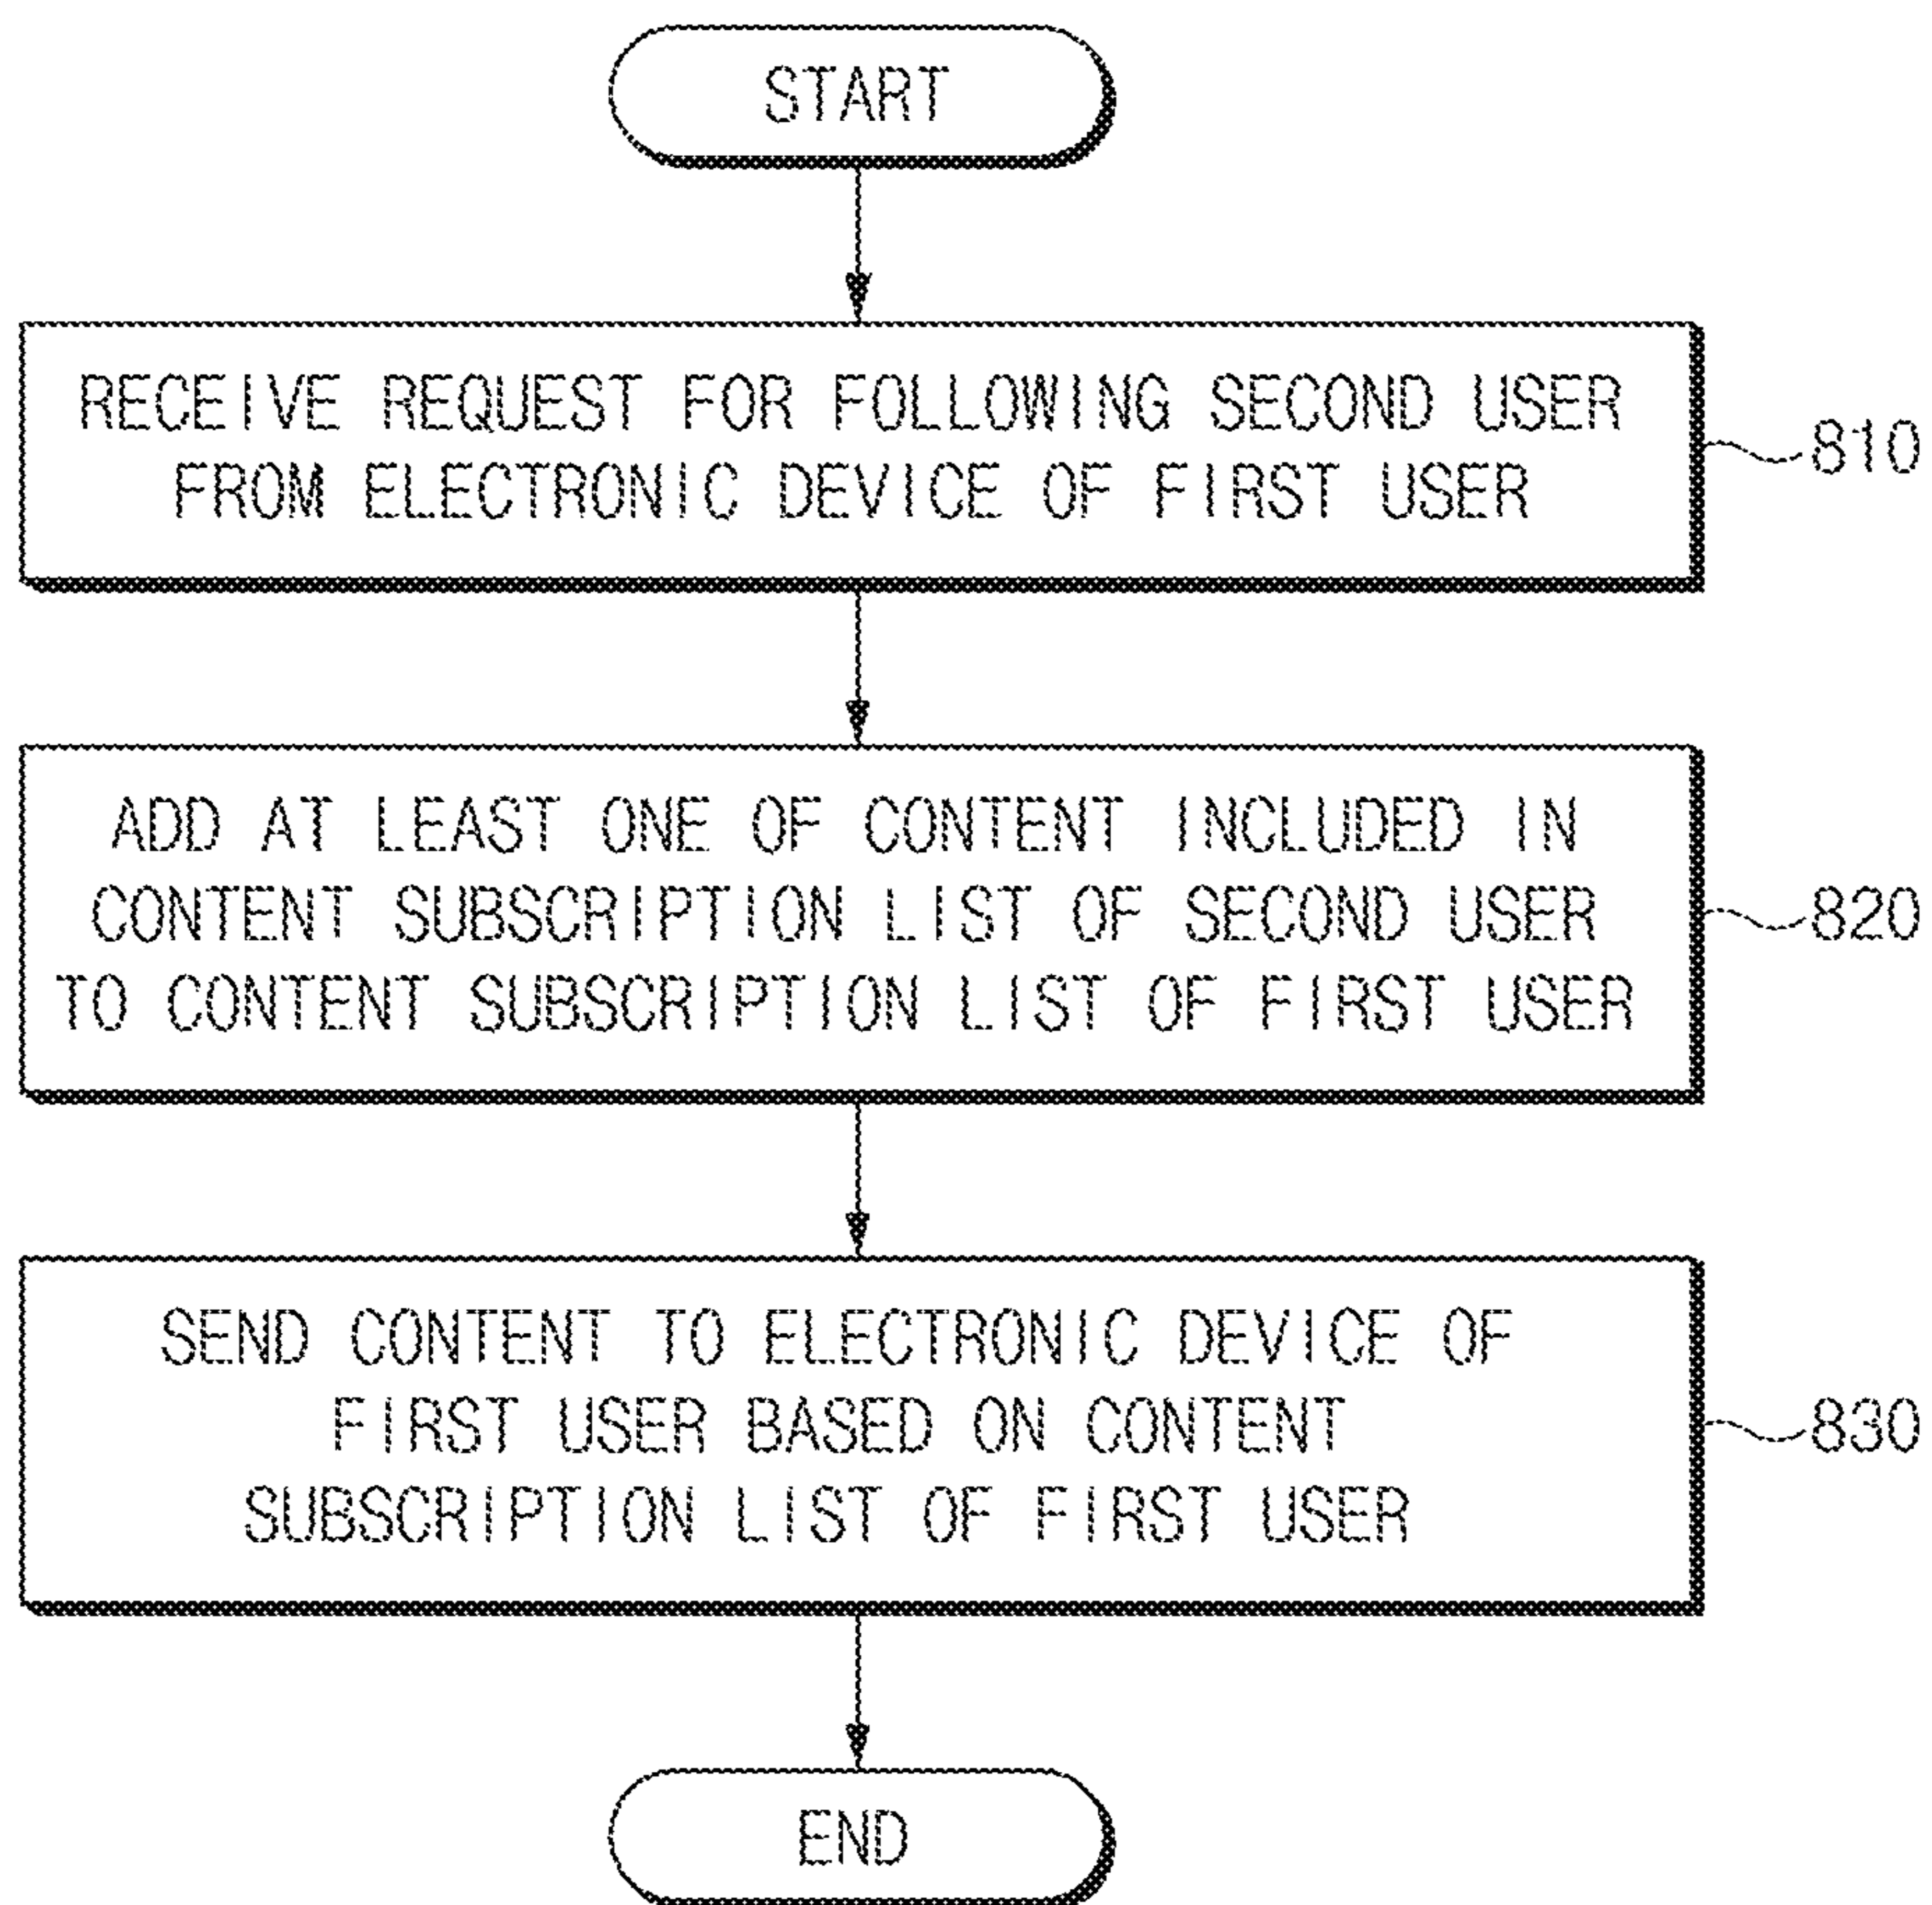 START
RECEIVE REQUEST FOR FOLLOWING SECOND USER
FROM ELECTRONIC DEVICE OF FIRST USER
810
ADD AT LEAST ONE OF CONTENT INCLUDED IN
CONTENT SUBSCRIPTION LIST OF SECOND USER
TO CONTENT SUBSCRIPTION LIST OF FIRST USER
820
SEND CONTENT TO ELECTRONIC DEVICE OF
FIRST USER BASED ON CONTENT
SUBSCRIPTION LIST OF FIRST USER
830
END